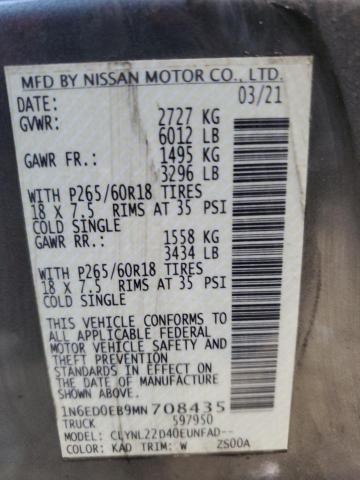 MFD BY NISSAN MOTOR CO., LTD.
DATE: 03/21
GVWR: 2727 KG
6012 LB
GAWR FR.: 1495 KG
3296 LB
WITH P265/60R18 TIRES
18 X 7.5 RIMS AT 35 PSI
COLD SINGLE
GAWR RR.: 1558 KG
3434 LB
WITH P265/60R18 TIRES
18 X 7.5 RIMS AT 35 PSI
COLD SINGLE
THIS VEHICLE CONFORMS TO
ALL APPLICABLE FEDERAL
MOTOR VEHICLE SAFETY AND
THEFT PREVENTION
STANDARDS IN EFFECT ON
THE DATE OF MANUFACTURE
SHOWN ABOVE.
1N6ED0EB9MN708435
TRUCK 597950
MODEL: CLYNL22D40EUNFAD--
COLOR: KAD TRIM: W ZS00A